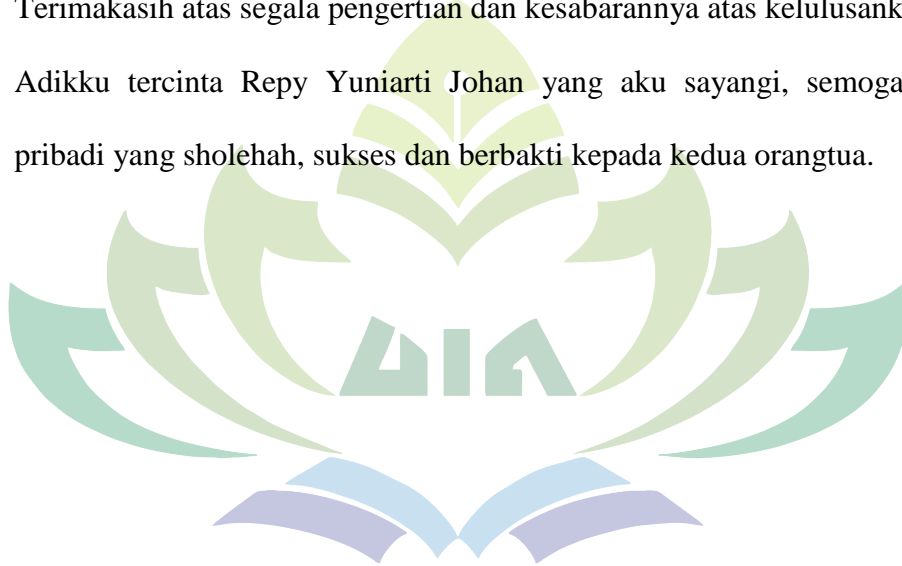 Terimakasih atas segala pengertian dan kesabarannya atas kelulusank
Adikku tercinta Repy Yuniarti Johan yang aku sayangi, semoga
pribadi yang sholehah, sukses dan berbakti kepada kedua orangtua.
UIN